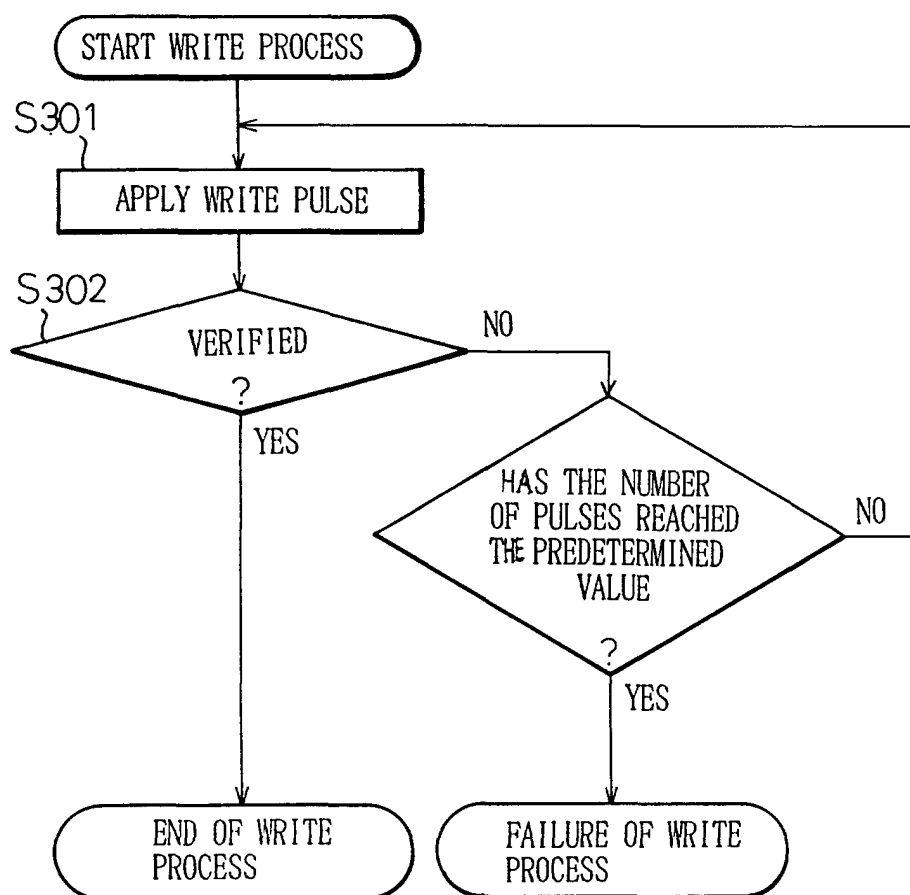 START WRITE PROCESS
S301
APPLY WRITE PULSE
S302
VERIFIED
?
NO
YES
HAS THE NUMBER
OF PULSES REACHED
THE PREDETERMINED
VALUE
?
NO
YES
END OF WRITE
PROCESS
FAILURE OF WRITE
PROCESS